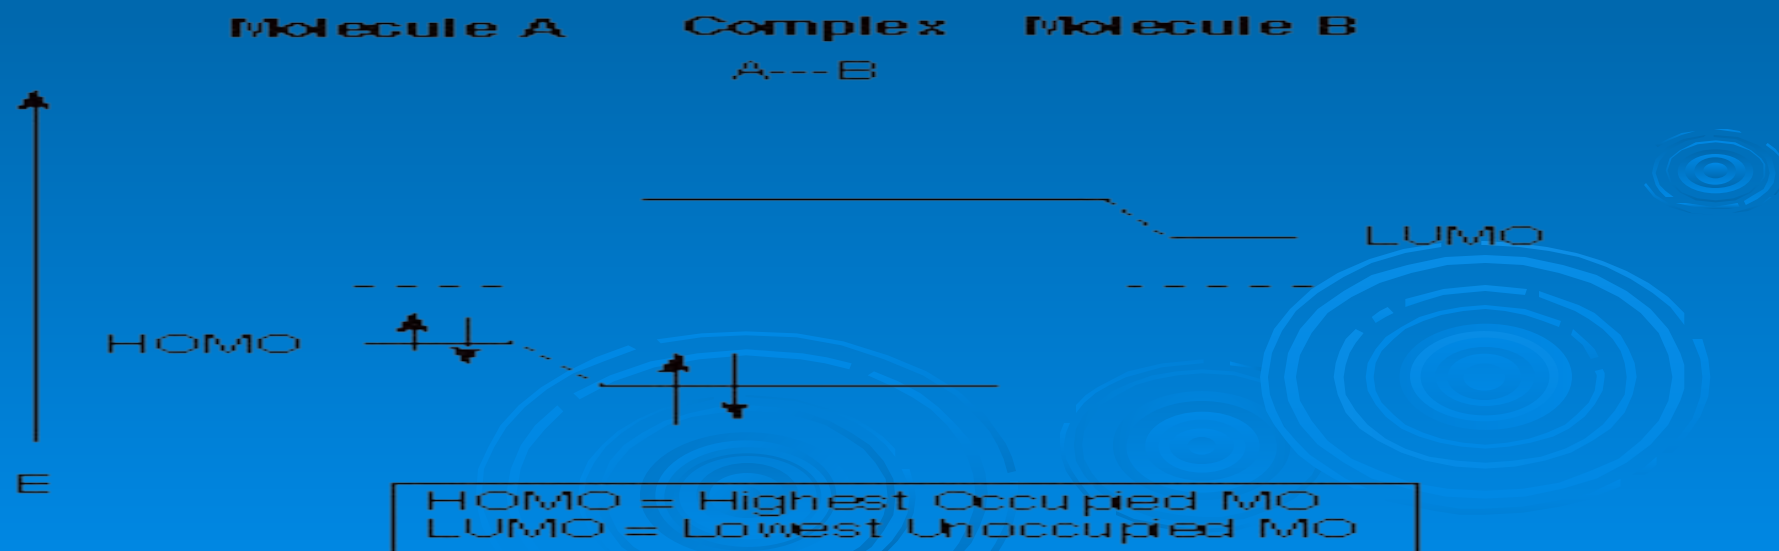 Molecule A Complex Molecule B
A---B
LUMO
HOMO
E
HOMO = Highest Occupied MO
LUMO = Lowest Unoccupied MO